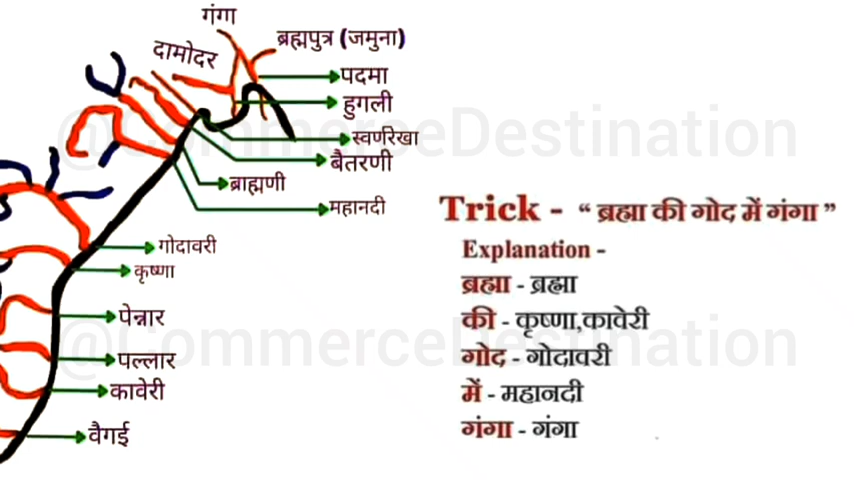 गंगा
ब्रह्मपुत्र (जमुना)
दामोदर
पदमा
हुगली
स्वर्णरेखा
बैतरणी
ब्राह्मणी
महानदी
गोदावरी
कृष्णा
पेन्नार
पल्लार
कावेरी
वैगई
Trick - “ ब्रह्मा की गोद में गंगा ”
Explanation -
ब्रह्मा - ब्रह्मा
की - कृष्णा,कावेरी
गोद - गोदावरी
में - महानदी
गंगा - गंगा
@CommerceDestination
@CommerceDestination